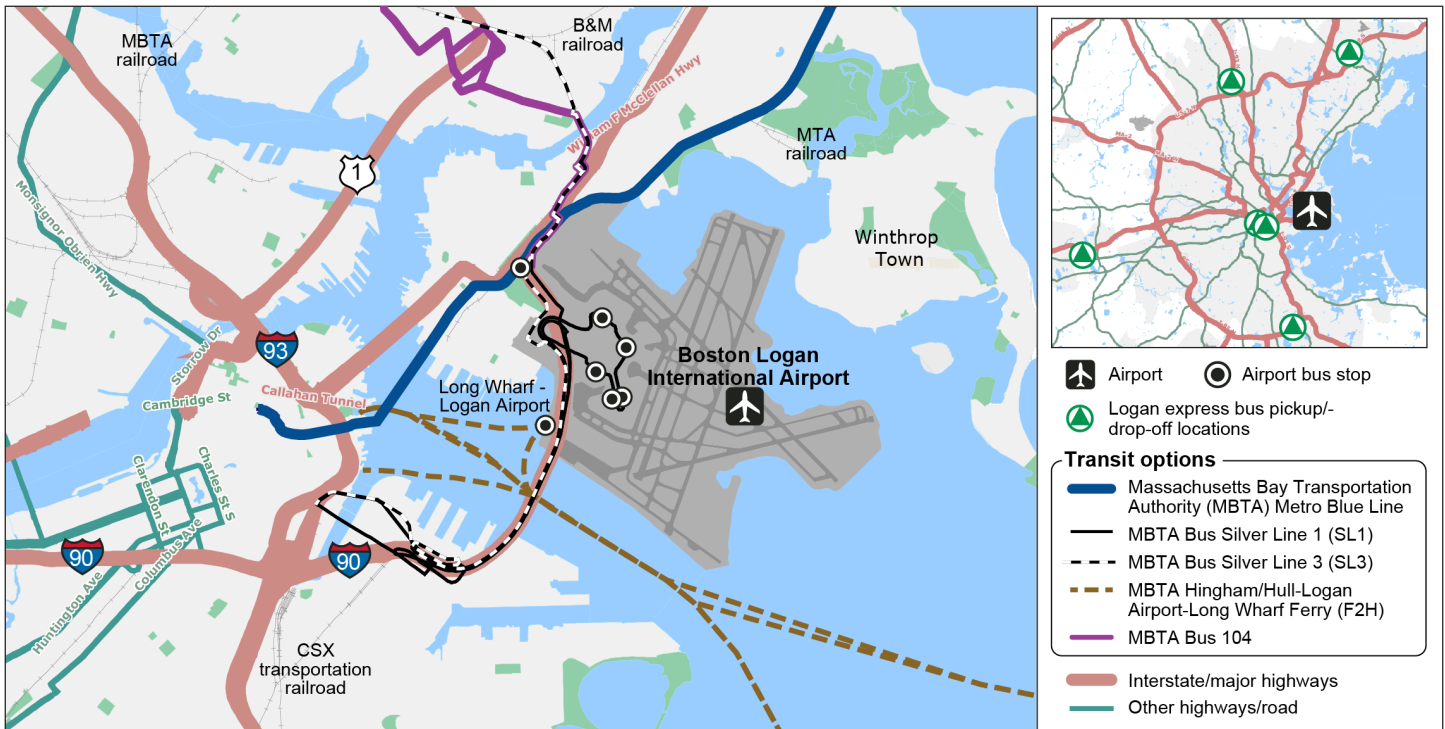 MBTA
railroad
B&M
railroad
William F McClellan Hwy
1
MTA
railroad
Monsignor Obrien Hwy
Winthrop
Town
Storrow Dr
93
Boston Logan
International Airport
Callahan Tunnel
Long Wharf -
Logan Airport
Cambridge St
Charles St S
Clarendon St
Columbus Ave
90
90
Huntington Ave
CSX
transportation
railroad
Airport
Airport bus stop
Logan express bus pickup/-
drop-off locations
Transit options
Massachusetts Bay Transportation
Authority (MBTA) Metro Blue Line
MBTA Bus Silver Line 1 (SL1)
MBTA Bus Silver Line 3 (SL3)
MBTA Hingham/Hull-Logan
Airport-Long Wharf Ferry (F2H)
MBTA Bus 104
Interstate/major highways
Other highways/road